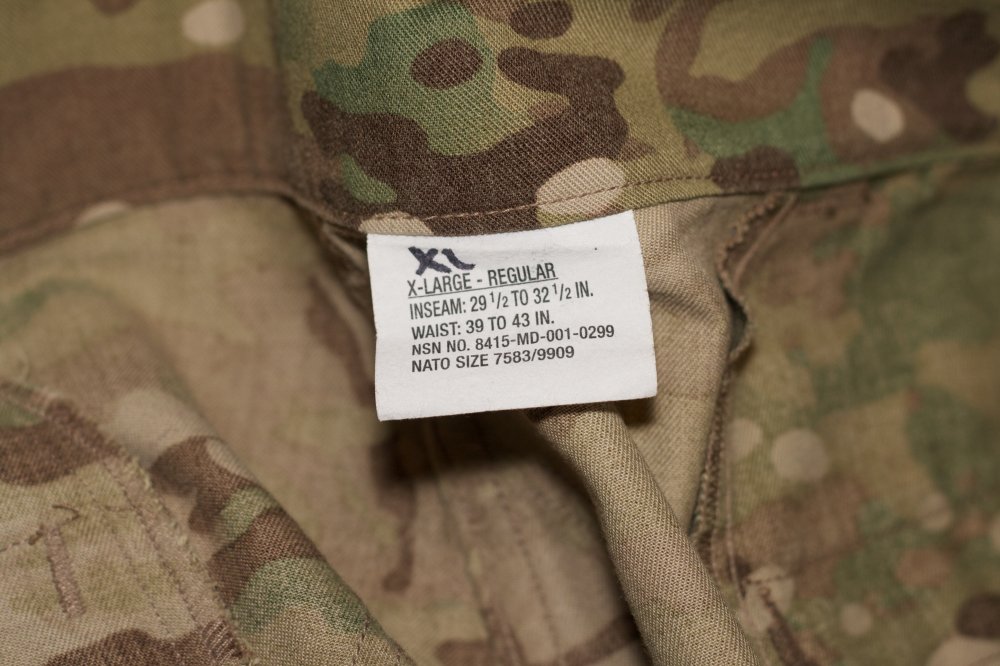 XL
X-LARGE - REGULAR
INSEAM: 29 1/2 TO 32 1/2 IN.
WAIST: 39 TO 43 IN.
NSN NO. 8415-MD-001-0299
NATO SIZE 7583/9909